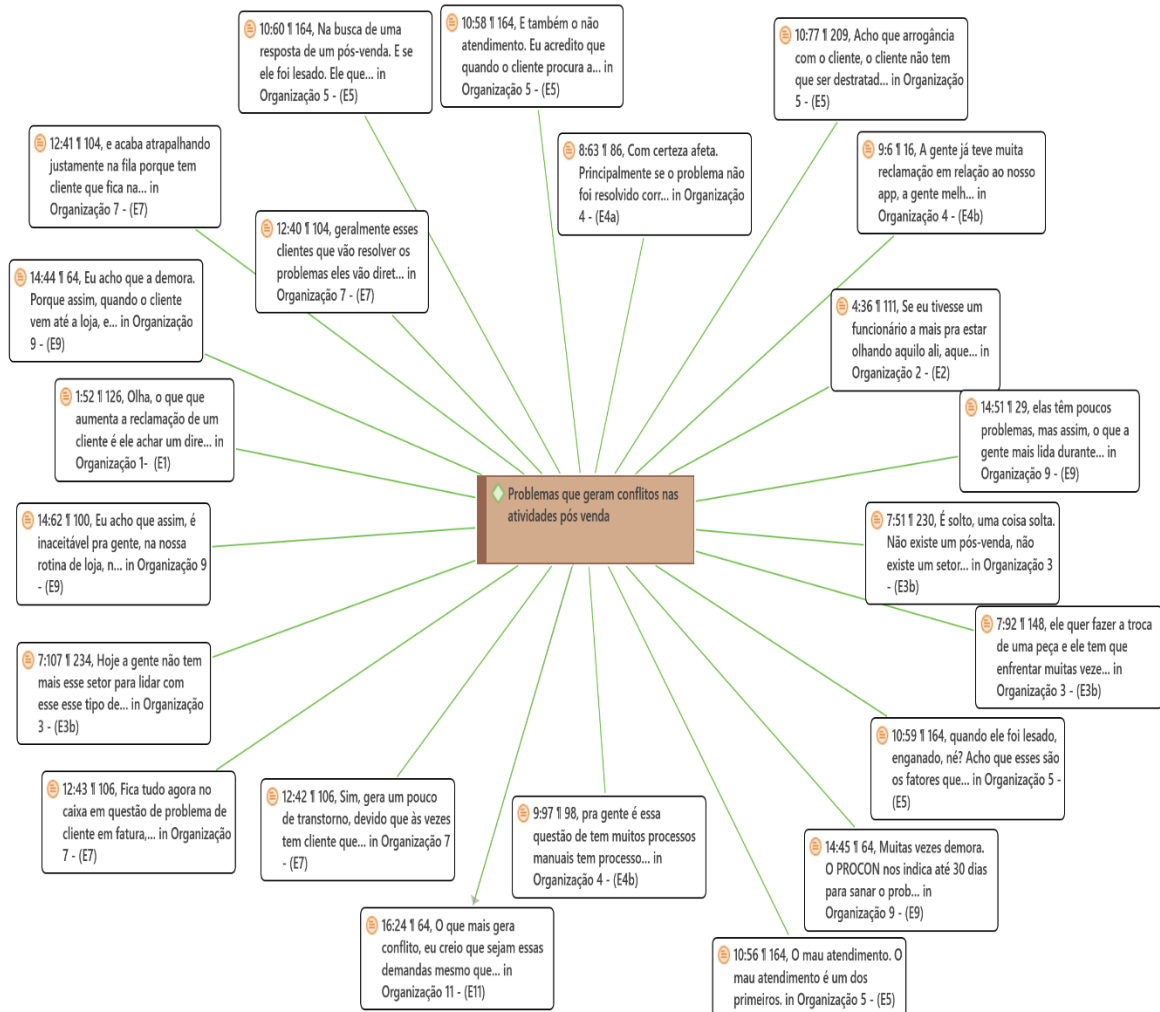 10:60 ¶ 164, Na busca de uma
resposta de um pós-venda. E se
ele foi lesado. Ele que... in
Organização 5 - (E5)
10:58 ¶ 164, E também o não
atendimento. Eu acredito que
quando o cliente procura a... in
Organização 5 - (E5)
10:77 ¶ 209, Acho que arrogância
com o cliente, o cliente não tem
que ser destratad... in Organização
5 - (E5)
12:41 ¶ 104, e acaba atrapalhando
justamente na fila porque tem
cliente que fica na... in
Organização 7 - (E7)
8:63 ¶ 86, Com certeza afeta.
Principalmente se o problema não
foi resolvido corr... in Organização
4 - (E4a)
9:6 ¶ 16, A gente já teve muita
reclamação em relação ao nosso
app, a gente melh... in
Organização 4 - (E4b)
12:40 ¶ 104, geralmente esses
clientes que vão resolver os
problemas eles vão diret... in
Organização 7 - (E7)
14:44 ¶ 64, Eu acho que a demora.
Porque assim, quando o cliente
vem até a loja, e... in Organização
9 - (E9)
4:36 ¶ 111, Se eu tivesse um
funcionário a mais pra estar
olhando aquilo ali, aque... in
Organização 2 - (E2)
1:52 ¶ 126, Olha, o que que
aumenta a reclamação de um
cliente é ele achar um dire... in
Organização 1- (E1)
14:51 ¶ 29, elas têm poucos
problemas, mas assim, o que a
gente mais lida durante... in
Organização 9 - (E9)
Problemas que geram conflitos nas
atividades pós venda
14:62 ¶ 100, Eu acho que assim, é
inaceitável pra gente, na nossa
rotina de loja, n... in Organização 9
- (E9)
7:51 ¶ 230, É solto, uma coisa solta.
Não existe um pós-venda, não
existe um setor... in Organização 3
- (E3b)
7:92 ¶ 148, ele quer fazer a troca
de uma peça e ele tem que
enfrentar muitas veze... in
Organização 3 - (E3b)
7:107 ¶ 234, Hoje a gente não tem
mais esse setor para lidar com
esse esse tipo de... in Organização
3 - (E3b)
10:59 ¶ 164, quando ele foi lesado,
enganado, né? Acho que esses são
os fatores que... in Organização 5 -
(E5)
12:43 ¶ 106, Fica tudo agora no
caixa em questão de problema de
cliente em fatura,... in Organização
7 - (E7)
12:42 ¶ 106, Sim, gera um pouco
de transtorno, devido que às vezes
tem cliente que... in Organização 7
- (E7)
9:97 ¶ 98, pra gente é essa
questão de tem muitos processos
manuais tem processo... in
Organização 4 - (E4b)
14:45 ¶ 64, Muitas vezes demora.
O PROCON nos indica até 30 dias
para sanar o prob... in
Organização 9 - (E9)
16:24 ¶ 64, O que mais gera
conflito, eu creio que sejam essas
demandas mesmo que... in
Organização 11 - (E11)
10:56 ¶ 164, O mau atendimento. O
mau atendimento é um dos
primeiros. in Organização 5 - (E5)